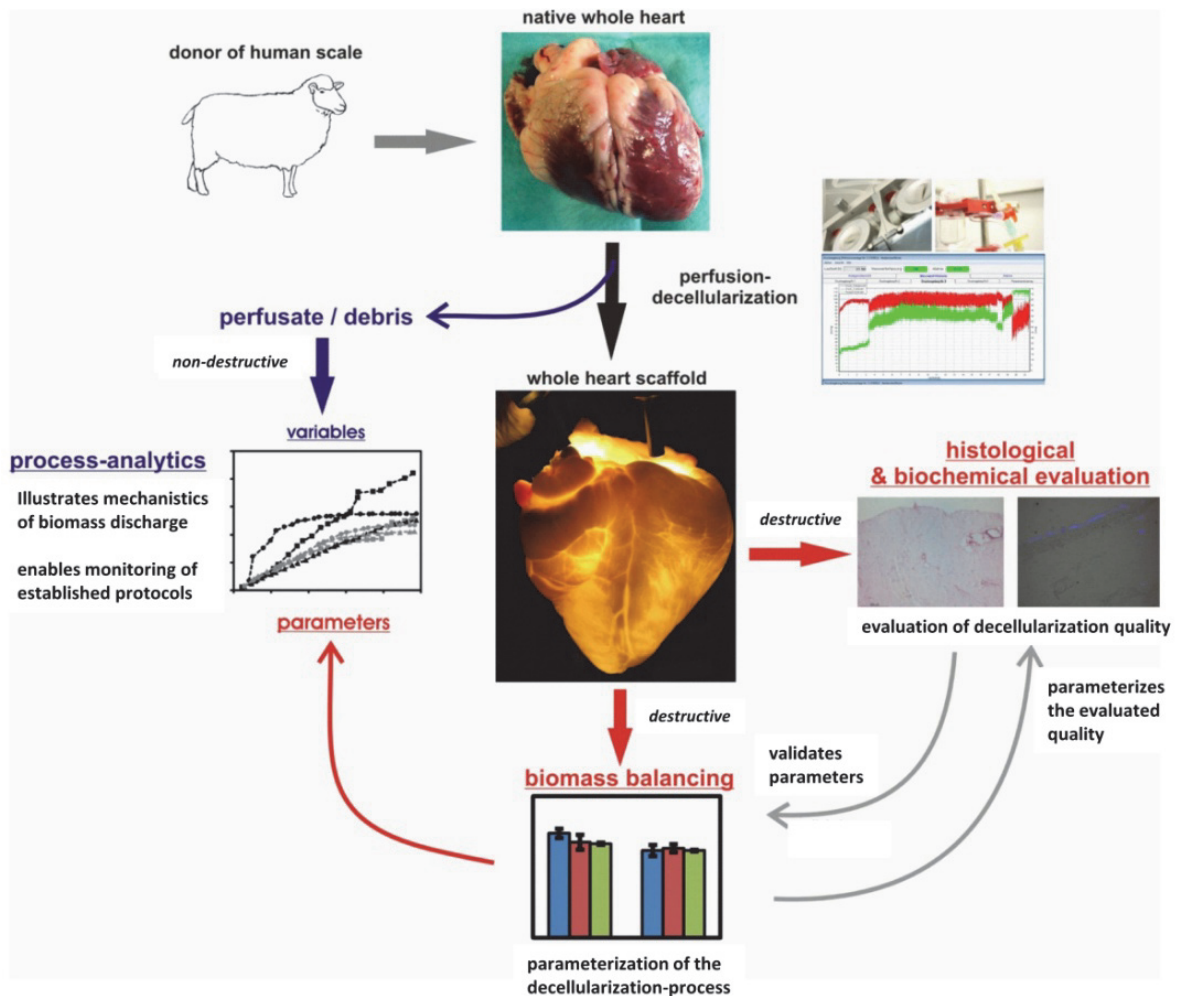 native whole heart
donor of human scale
perfusion-
decellularization
perfusate / debris
non-destructive
whole heart scaffold
variables
process-analytics
Illustrates mechanistics
of biomass discharge
enables monitoring of
established protocols
parameters
histological
& biochemical evaluation
destructive
evaluation of decellularization quality
parameterizes
the evaluated
quality
destructive
validates
parameters
biomass balancing
parameterization of the
decellularization-process